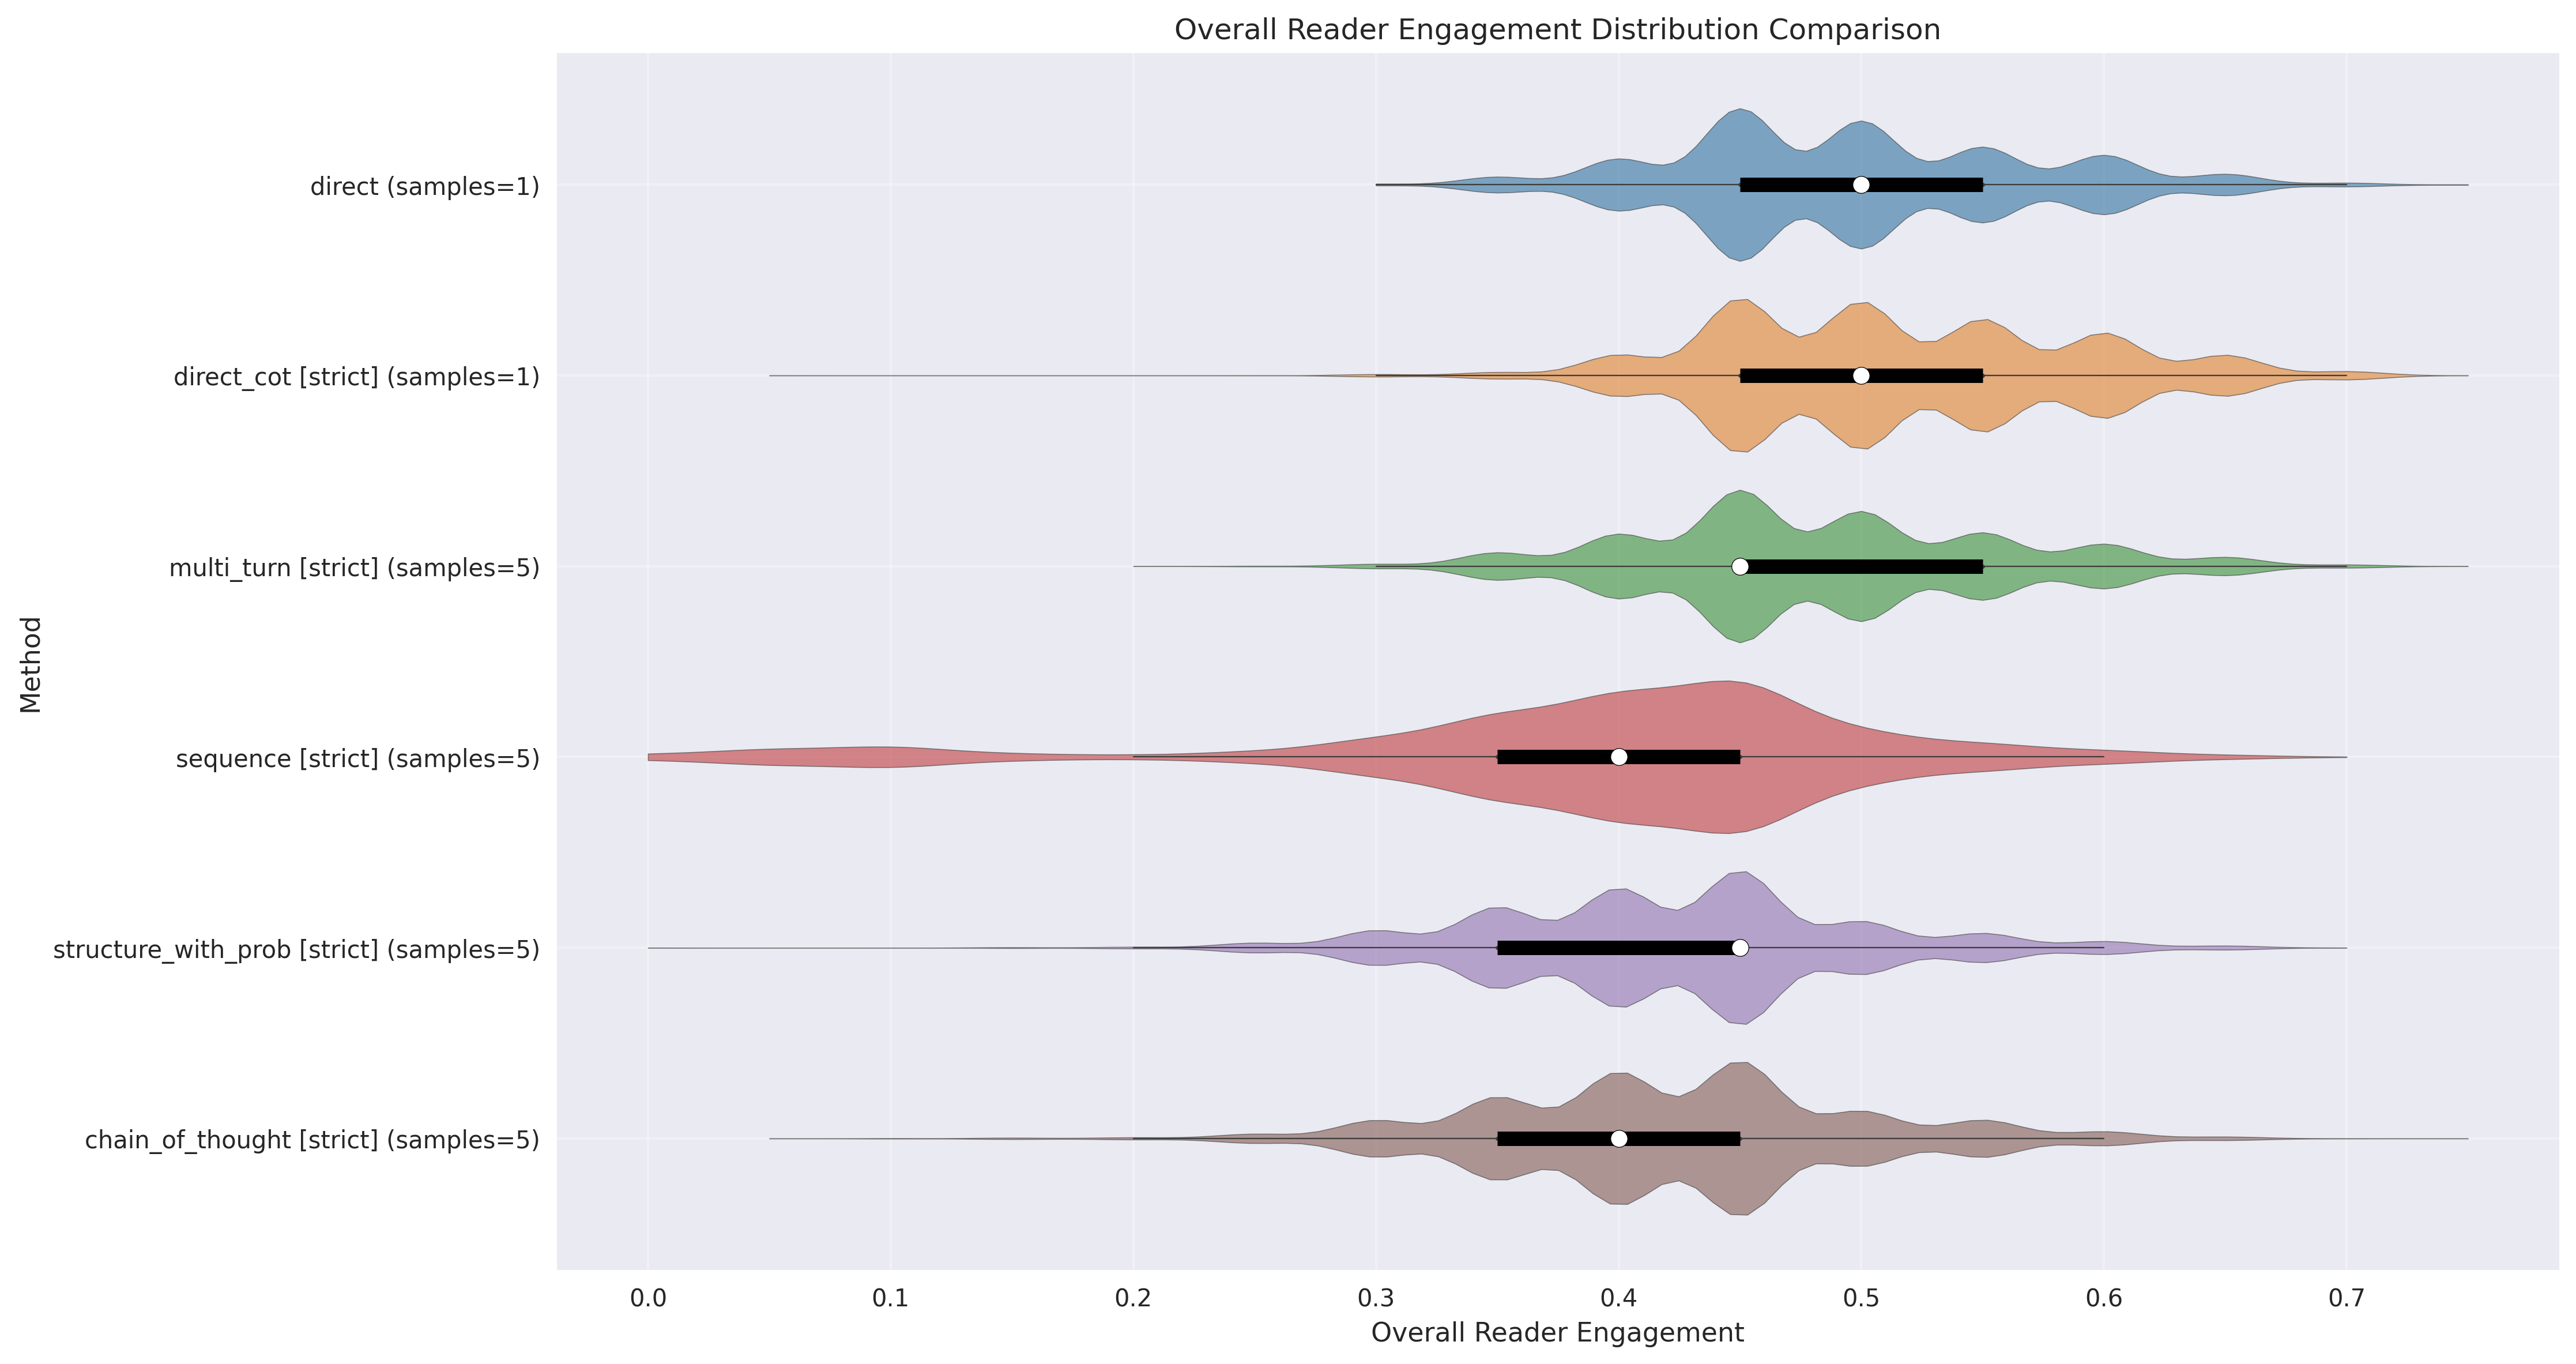 Overall Reader Engagement Distribution Comparison
direct (samples=1)
direct_cot [strict] (samples=1)
multi_turn [strict] (samples=5)
sequence [strict] (samples=5)
structure_with_prob [strict] (samples=5)
chain_of_thought [strict] (samples=5)
Method
0.0 0.1 0.2 0.3 0.4 0.5 0.6 0.7
Overall Reader Engagement